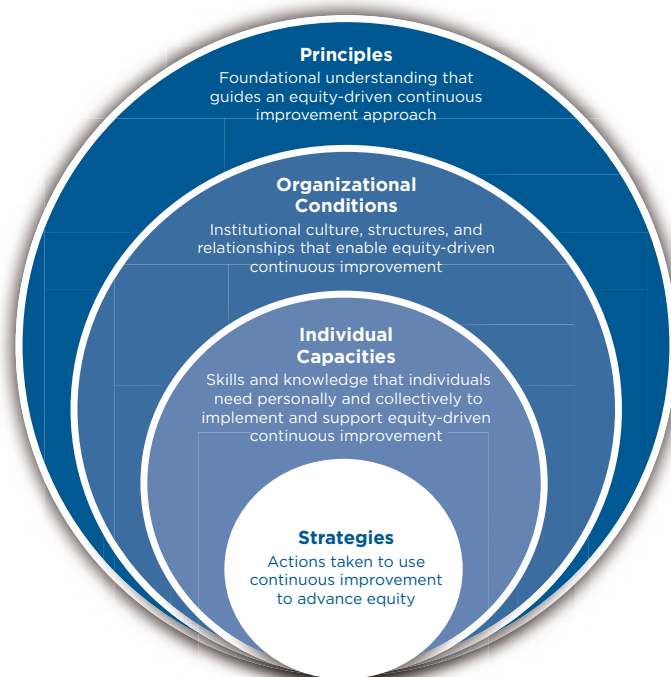 Principles
Foundational understanding that
guides an equity-driven continuous
improvement approach
Organizational
Conditions
Institutional culture, structures, and
relationships that enable equity-driven
continuous improvement
Individual
Capacities
Skills and knowledge that individuals
need personally and collectively to
implement and support equity-driven
continuous improvement
Strategies
Actions taken to use
continuous improvement
to advance equity